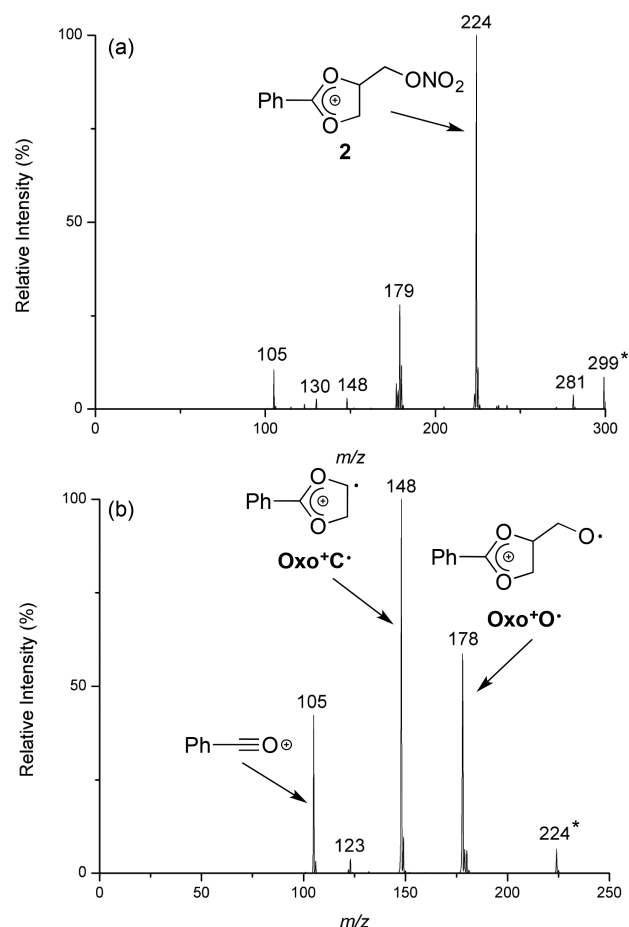 (a)
100
50
0
Relative Intensity (%)
Ph
O
O
⊕
ONO2
2
224
179
105
130
148
281
299*
0
100
200
300
m/z
(b)
100
50
0
Relative Intensity (%)
Ph
O
O
⊕
Oxo+C•
148
Ph
O
O
⊕
O•
Oxo+O•
178
105
Ph
O⊕
123
224*
0
50
100
150
200
250
m/z